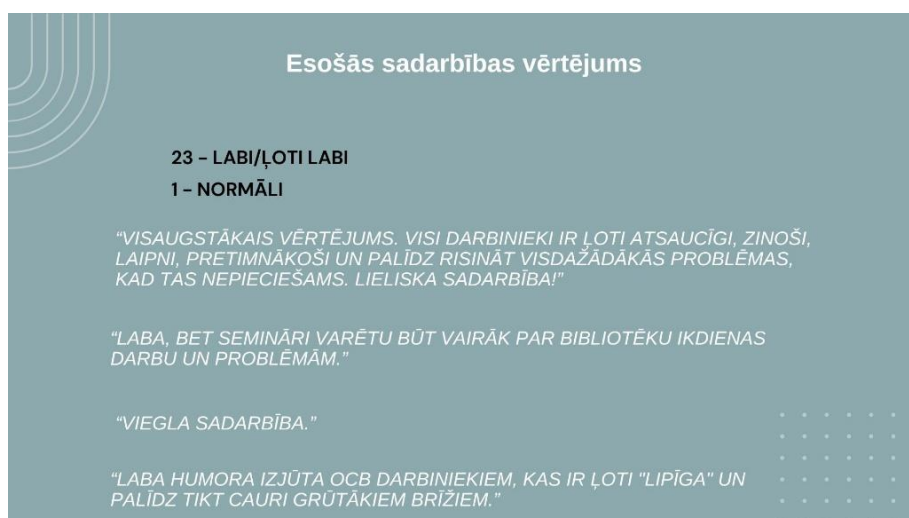 Esošās sadarbības vērtējums
23 – LABI/ĻOTI LABI
1 – NORMĀLI
“VISAUGSTĀKAIS VĒRTĒJUMS. VISI DARBINIEKI IR ĻOTI ATSAUCĪGI, ZINOŠI,
LAIPNI, PRETIMNĀKOŠI UN PALĪDZ RISINĀT VISDAŽĀDĀKĀS PROBLĒMAS,
KAD TAS NEPIECIEŠAMS. LIELISKA SADARBĪBA!”
“LABA, BET SEMINĀRI VARĒTU BŪT VAIRĀK PAR BIBLIOTĒKU IKDIENAS
DARBU UN PROBLĒMĀM.”
“VIEGLA SADARBĪBA.”
“LABA HUMORA IZJŪTA OCB DARBINIEKIEM, KAS IR ĻOTI "LIPĪGA" UN
PALĪDZ TIKT CAURI GRŪTĀKIEM BRĪŽIEM.”